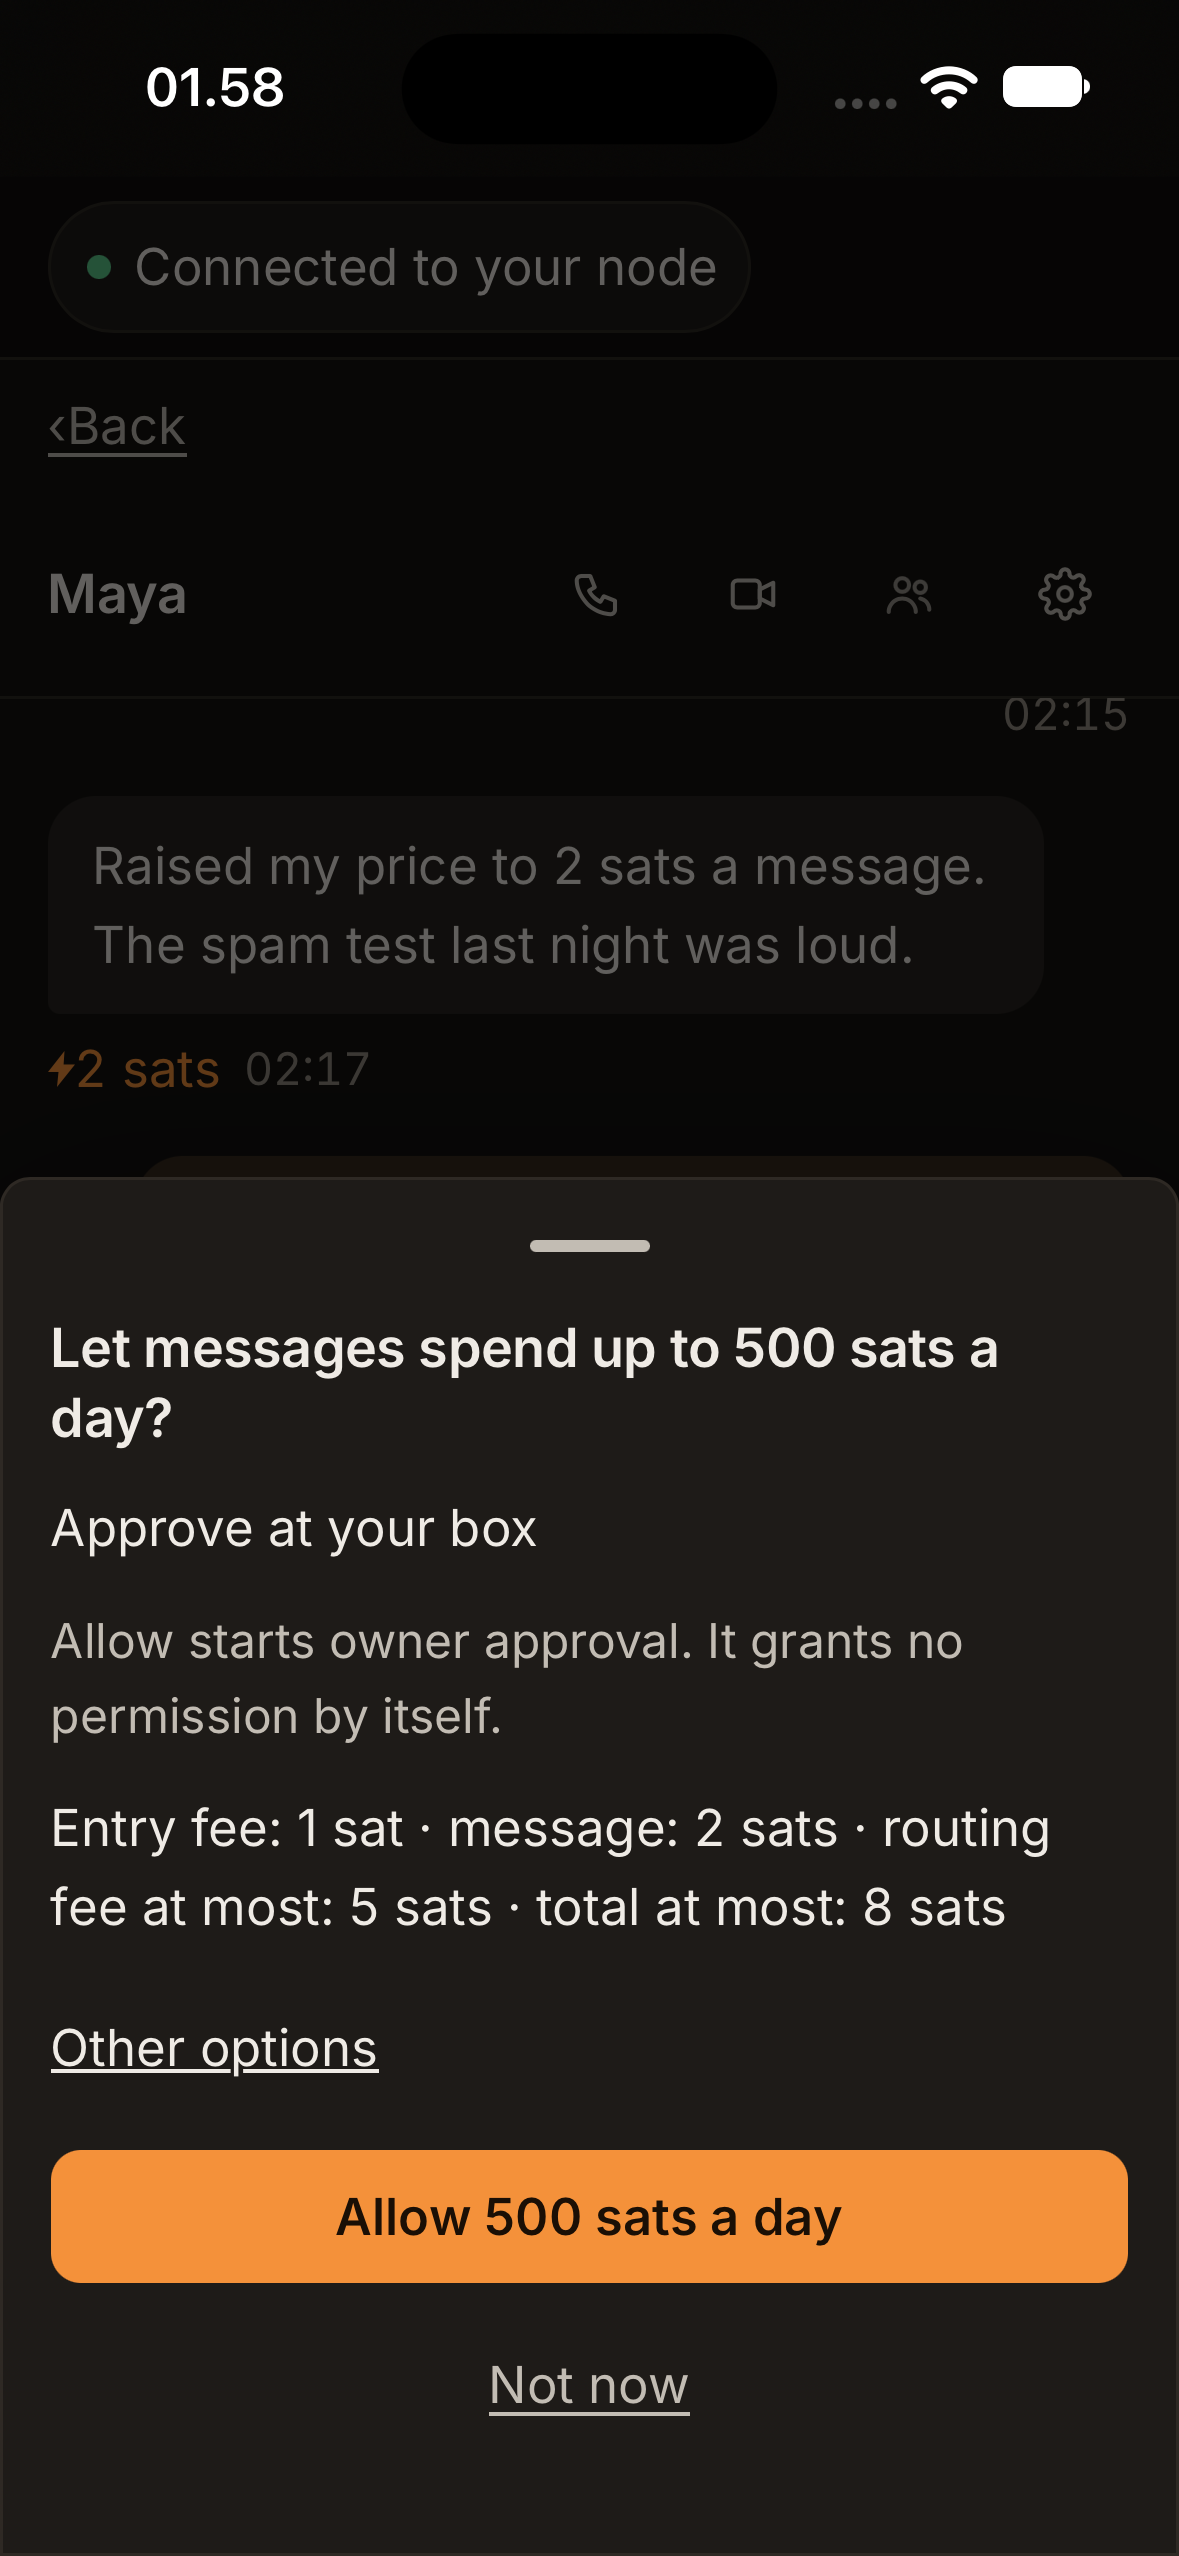 01.58
Connected to your node
‹Back
Maya
02:15
Raised my price to 2 sats a message.
The spam test last night was loud.
2 sats 02:17
Let messages spend up to 500 sats a
day?
Approve at your box
Allow starts owner approval. It grants no
permission by itself.
Entry fee: 1 sat · message: 2 sats · routing
fee at most: 5 sats · total at most: 8 sats
Other options
Allow 500 sats a day
Not now